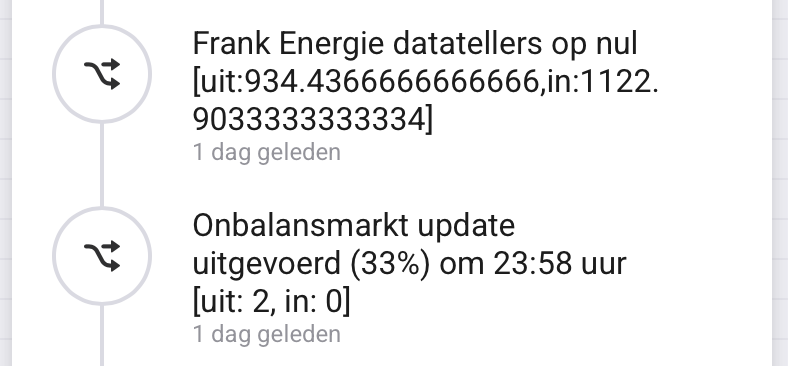 Frank Energie datatellers op nul
[uit:934.4366666666666,in:1122.
9033333333334]
1 dag geleden
Onbalansmarkt update
uitgevoerd (33%) om 23:58 uur
[uit: 2, in: 0]
1 dag geleden